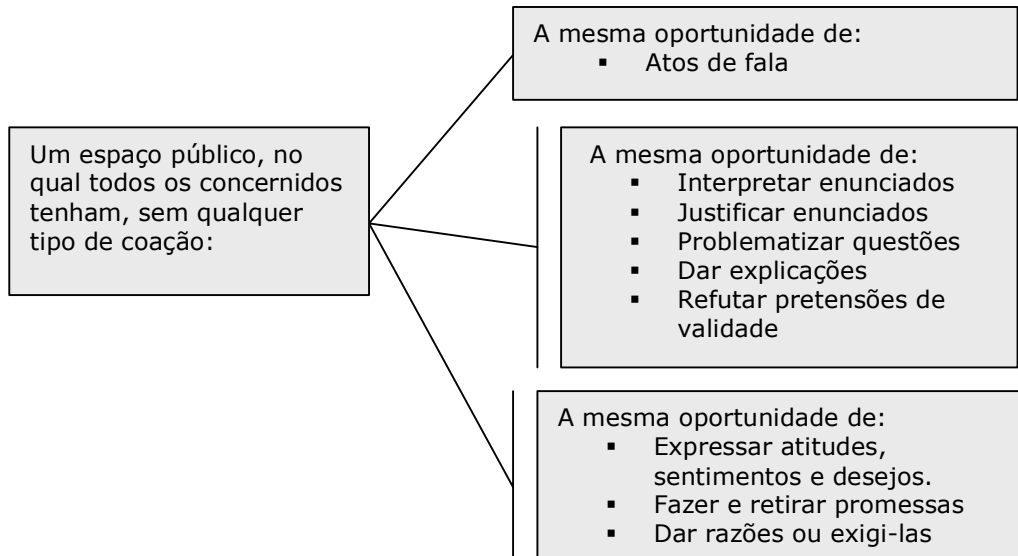 A mesma oportunidade de:
▪ Atos de fala
Um espaço público, no
qual todos os concernidos
tenham, sem qualquer
tipo de coação:
A mesma oportunidade de:
▪ Interpretar enunciados
▪ Justificar enunciados
▪ Problematizar questões
▪ Dar explicações
▪ Refutar pretensões de
validade
A mesma oportunidade de:
▪ Expressar atitudes,
sentimentos e desejos.
▪ Fazer e retirar promessas
▪ Dar razões ou exigi-las